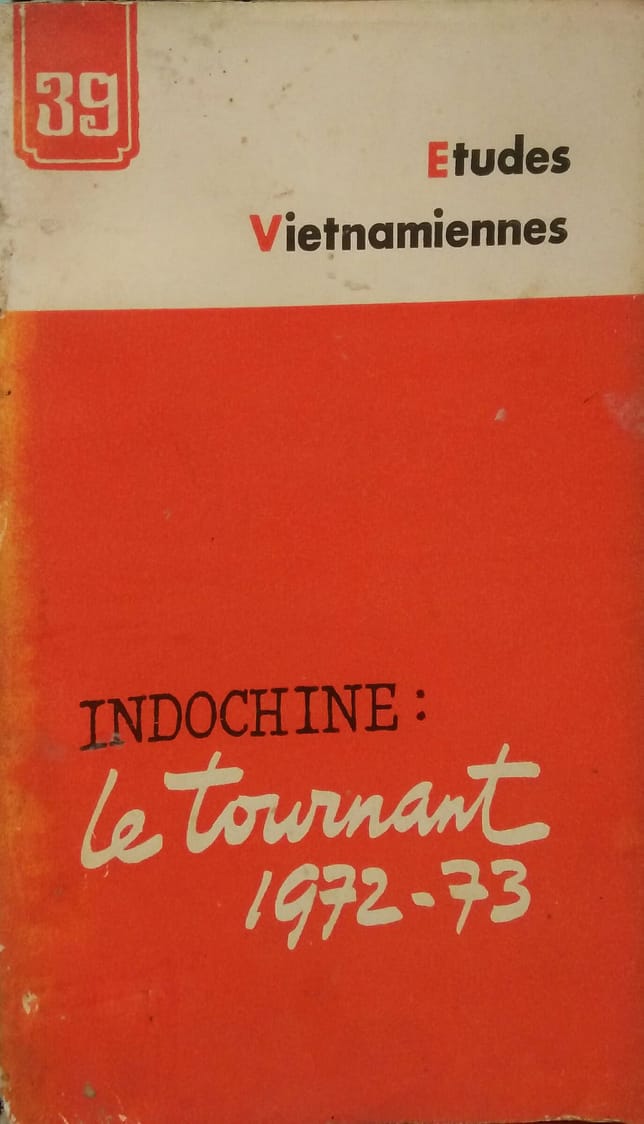 39
Etudes
Vietnamiennes
INDOCHINE:
le tournant
1972-73